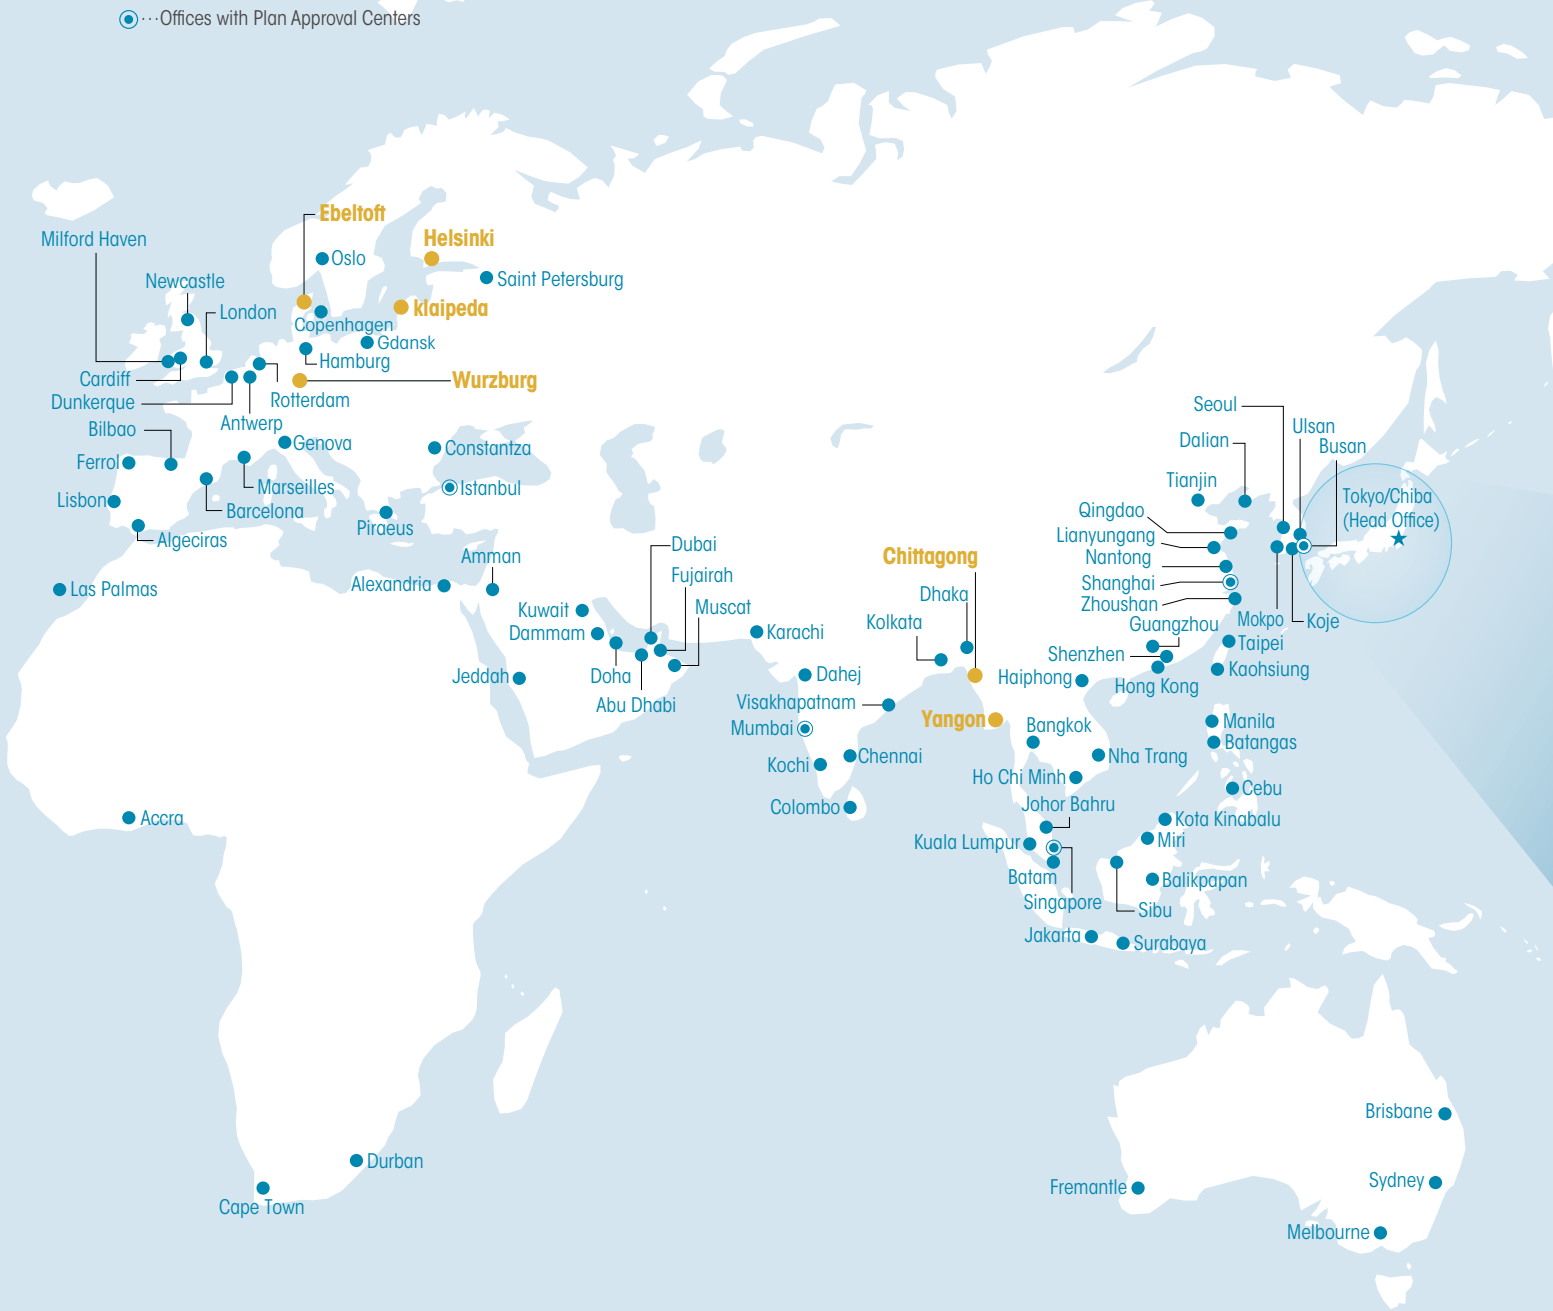 ···Offices with Plan Approval Centers
Ebeltoft
Milford Haven
Helsinki
Oslo
Saint Petersburg
Newcastle
London
klaipeda
Copenhagen
Gdansk
Hamburg
Cardiff
Wurzburg
Dunkerque
Rotterdam
Antwerp
Bilbao
Genova
Constantza
Ferrol
Marseilles
Istanbul
Lisbon
Barcelona
Piraeus
Algeciras
Amman
Alexandria
Las Palmas
Dubai
Fujairah
Muscat
Kuwait
Dammam
Doha
Abu Dhabi
Jeddah
Karachi
Dahej
Visakhapatnam
Mumbai
Kochi
Chennai
Colombo
Kolkata
Dhaka
Chittagong
Yangon
Seoul
Ulsan
Dalian
Busan
Tianjin
Tokyo/Chiba
(Head Office)
Qingdao
Lianyungang
Nantong
Shanghai
Zhoushan
Mokpo
Koje
Guangzhou
Taipei
Shenzhen
Kaohsiung
Haiphong
Hong Kong
Manila
Bangkok
Batangas
Nha Trang
Ho Chi Minh
Cebu
Johor Bahru
Kota Kinabalu
Kuala Lumpur
Miri
Batam
Balikpapan
Singapore
Sibu
Jakarta
Surabaya
Accra
Durban
Cape Town
Brisbane
Sydney
Fremantle
Melbourne